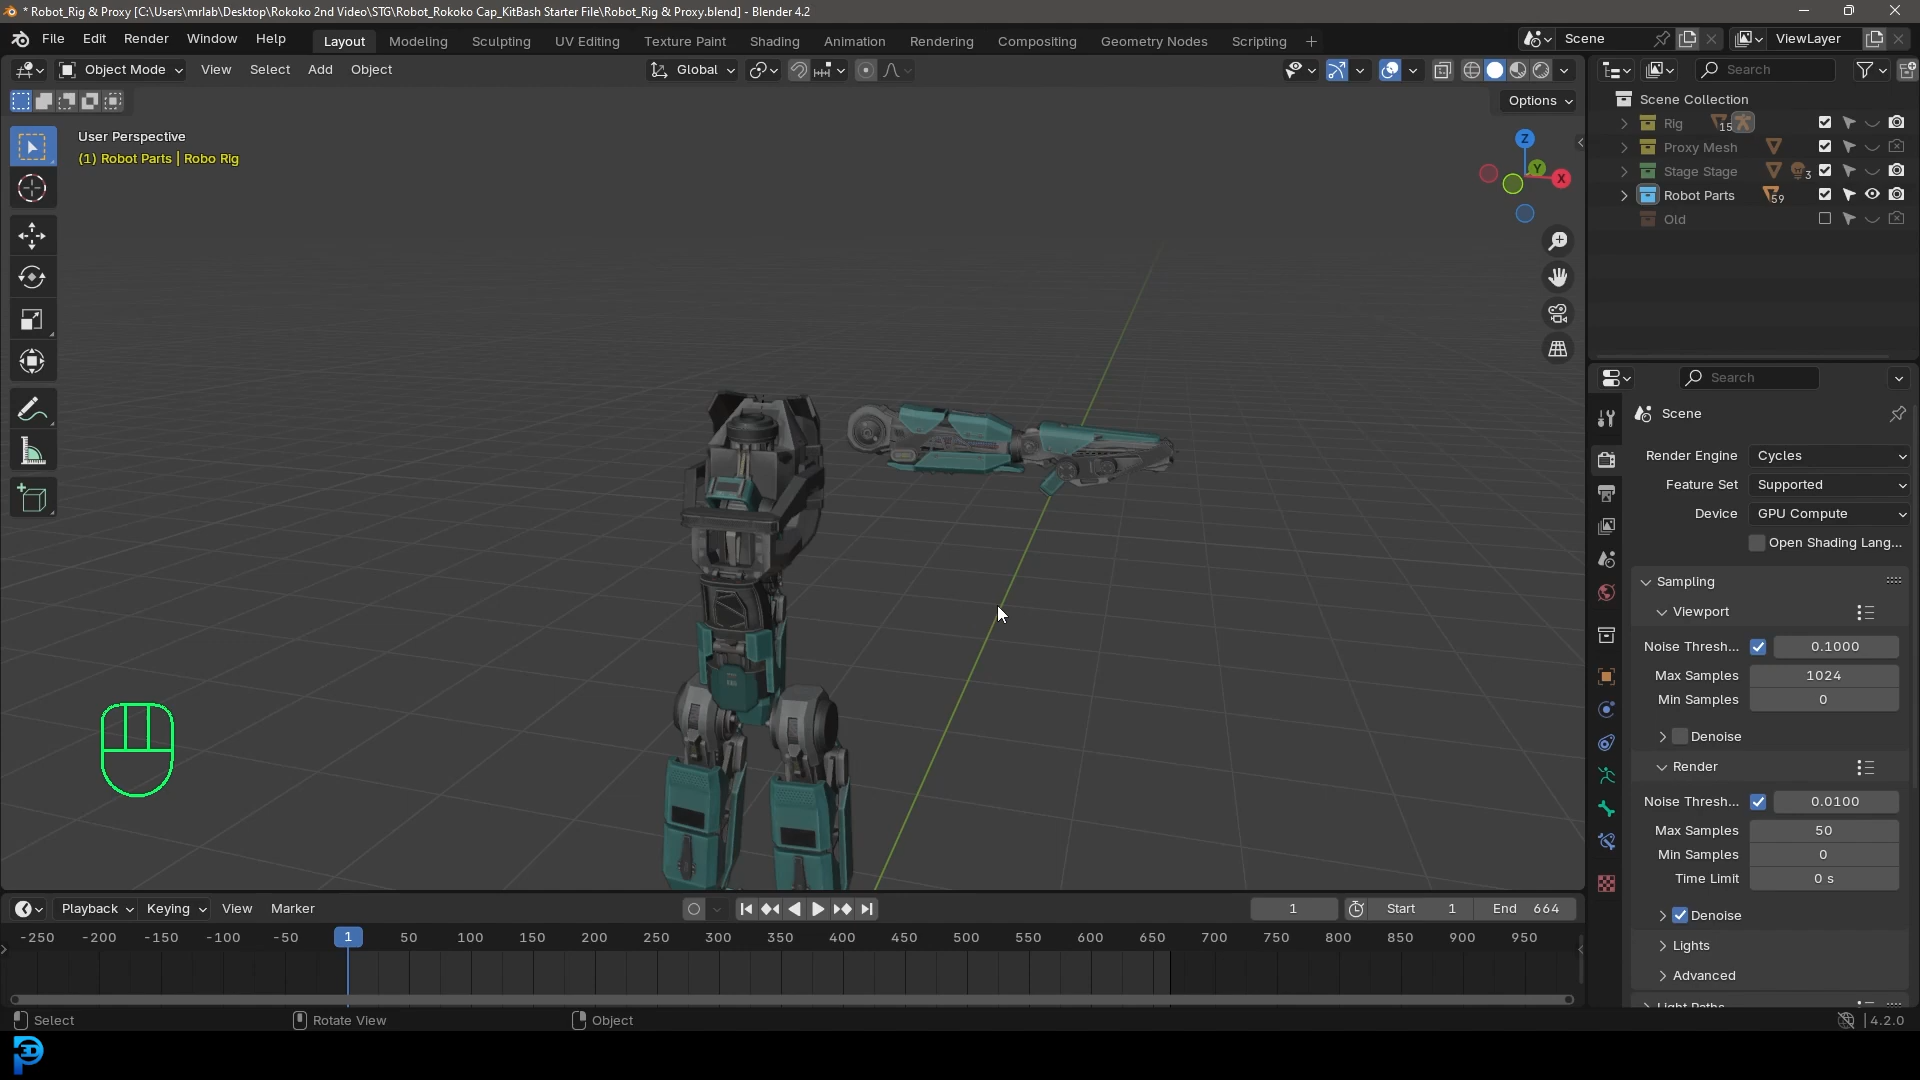 * Robot_Rig & Proxy [C:\Users\mrlab\Desktop\Rokoko 2nd Video\STG\Robot_Rokoko Cap_KitBash Starter File\Robot_Rig & Proxy.blend] - Blender 4.2
File Edit Render Window Help Layout Modeling Sculpting UV Editing Texture Paint Shading Animation Rendering Compositing Geometry Nodes Scripting Scene ViewLayer
Object Mode View Select Add Object Global Search
Options
User Perspective
(1) Robot Parts | Robo Rig
Z
Y
X
Scene Collection
Rig 15
Proxy Mesh
Stage Stage 3
Robot Parts 59
Old
Search
Scene
Render Engine Cycles
Feature Set Supported
Device GPU Compute
Open Shading Lang...
Sampling
Viewport
Noise Thresh... 0.1000
Max Samples 1024
Min Samples 0
Denoise
Render
Noise Thresh... 0.0100
Max Samples 50
Min Samples 0
Time Limit 0 s
Denoise
Lights
Advanced
Light Paths
Playback Keying View Marker 1 Start 1 End 664
-250 -200 -150 -100 -50 1 50 100 150 200 250 300 350 400 450 500 550 600 650 700 750 800 850 900 950
Select Rotate View Object 4.2.0
3D